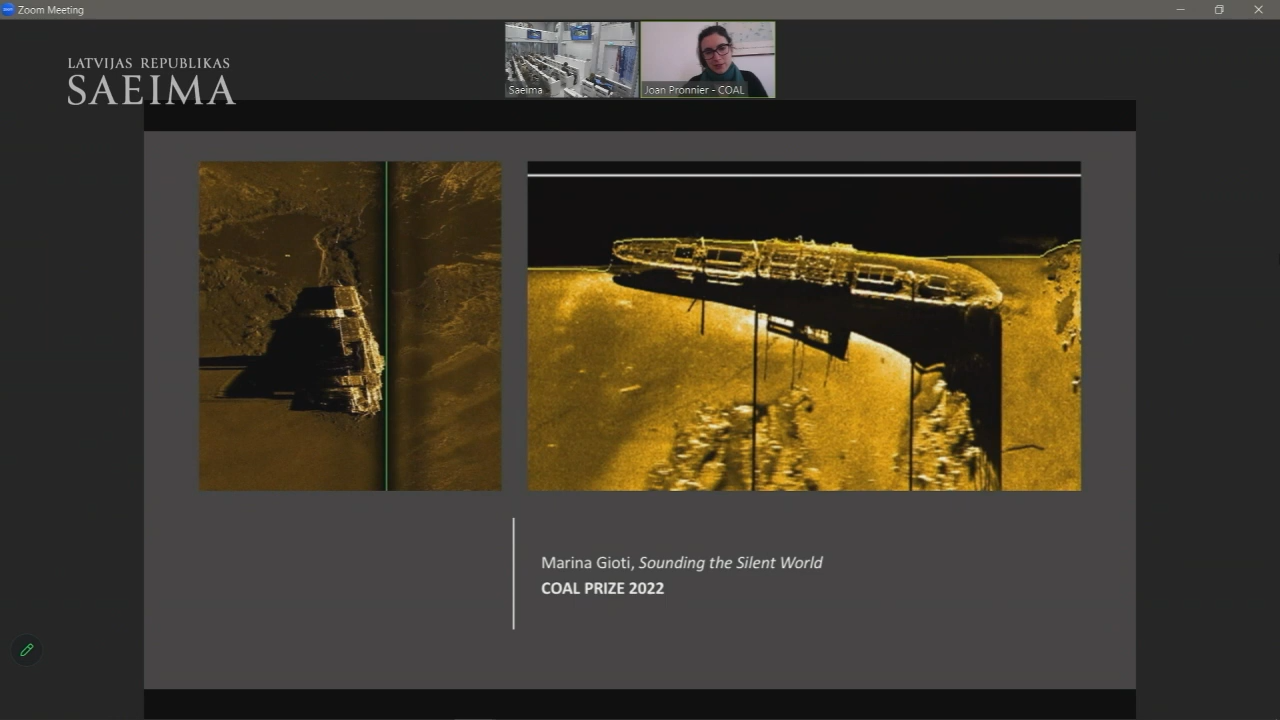 Zoom Meeting
LATVIJAS REPUBLIKAS
SAEIMA
Saeima
Joan Pronnier - COAL
Marina Gioti, Sounding the Silent World
COAL PRIZE 2022